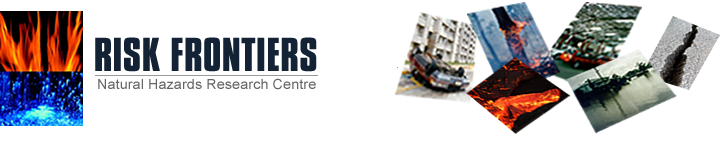 RISK FRONTIERS
Natural Hazards Research Centre